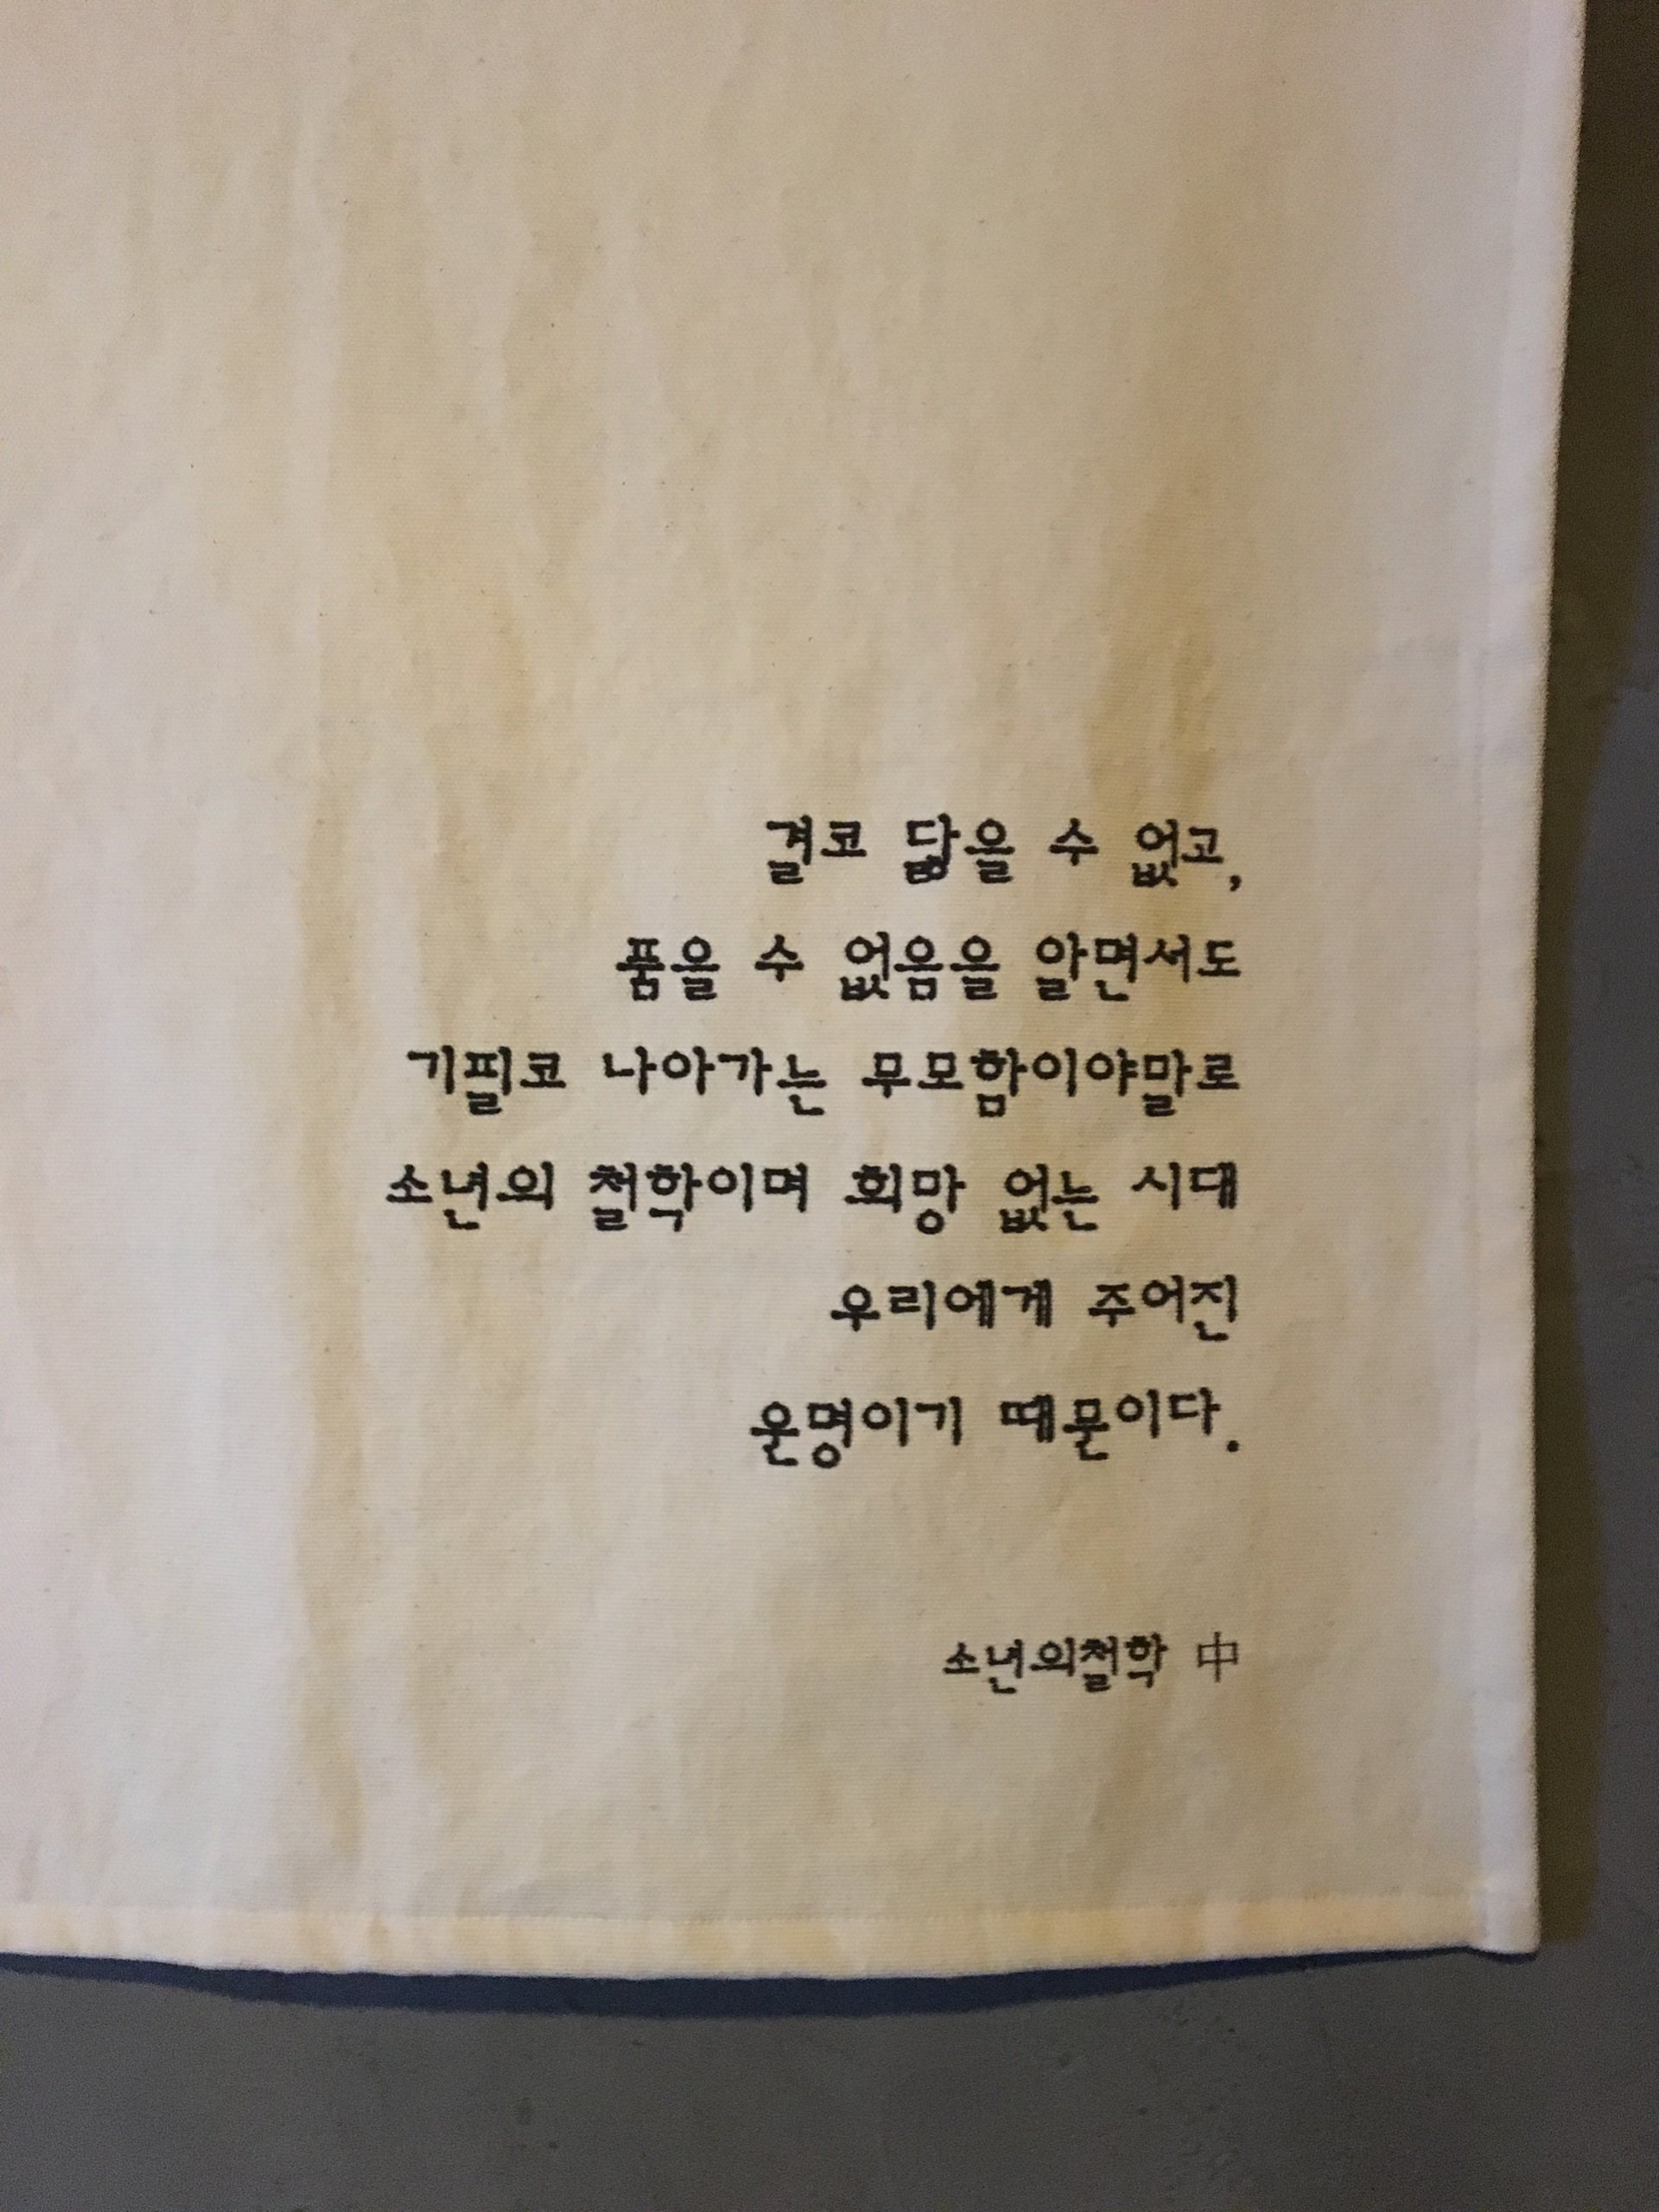 결코 닮을 수 없고,
품을 수 없음을 알면서도
기필코 나아가는 무모함이야말로
소년의 철학이며 희망 없는 시대
우리에게 주어진
운명이기 때문이다.
소년의철학 中